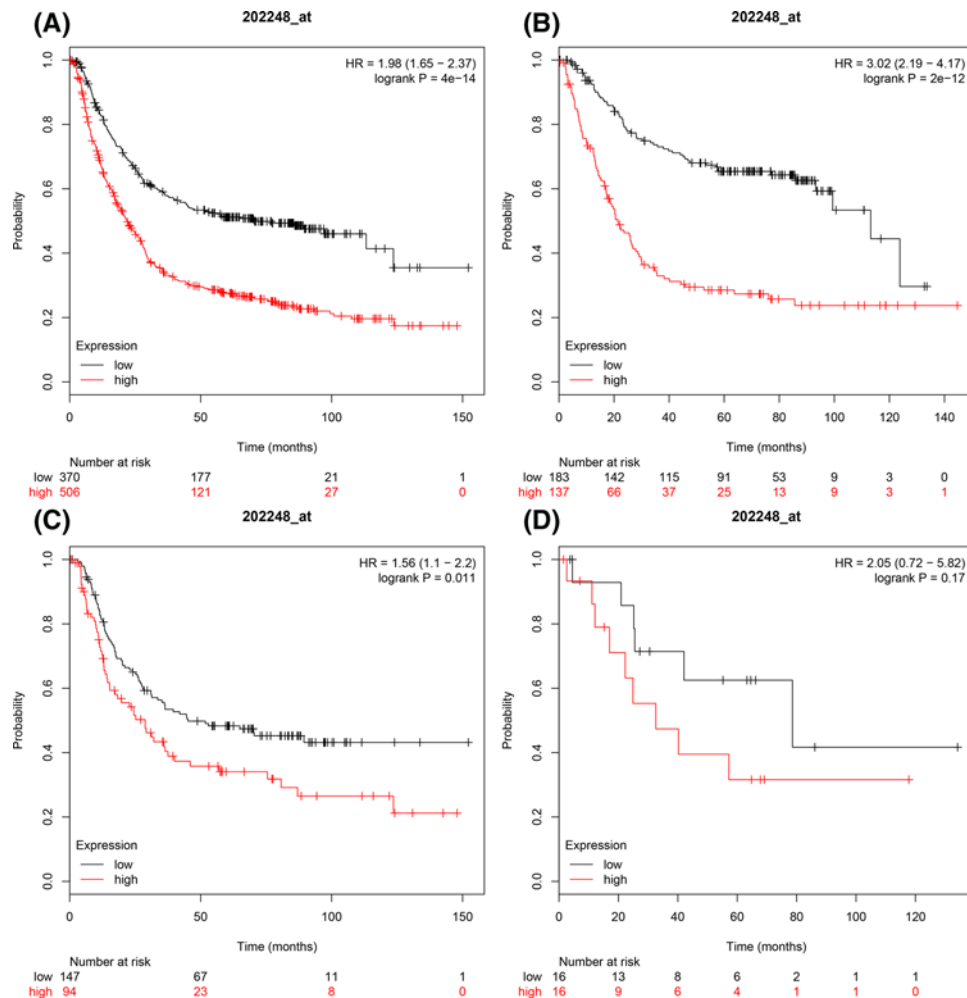 (A)
202248_at
HR = 1.98 (1.65 − 2.37)
logrank P = 4e−14
Probability
0.0 0.2 0.4 0.6 0.8 1.0
Expression
low
high
0 50 100 150
Time (months)
Number at risk
low 370 177 21 1
high 506 121 27 0
(B)
202248_at
HR = 3.02 (2.19 − 4.17)
logrank P = 2e−12
Probability
0.0 0.2 0.4 0.6 0.8 1.0
Expression
low
high
0 20 40 60 80 100 120 140
Time (months)
Number at risk
low 183 142 115 91 53 9 3 0
high 137 66 37 25 13 9 3 1
(C)
202248_at
HR = 1.56 (1.1 − 2.2)
logrank P = 0.011
Probability
0.0 0.2 0.4 0.6 0.8 1.0
Expression
low
high
0 50 100 150
Time (months)
Number at risk
low 147 67 11 1
high 94 23 8 0
(D)
202248_at
HR = 2.05 (0.72 − 5.82)
logrank P = 0.17
Probability
0.0 0.2 0.4 0.6 0.8 1.0
Expression
low
high
0 20 40 60 80 100 120
Time (months)
Number at risk
low 16 13 8 6 2 1 1
high 16 9 6 4 1 1 0